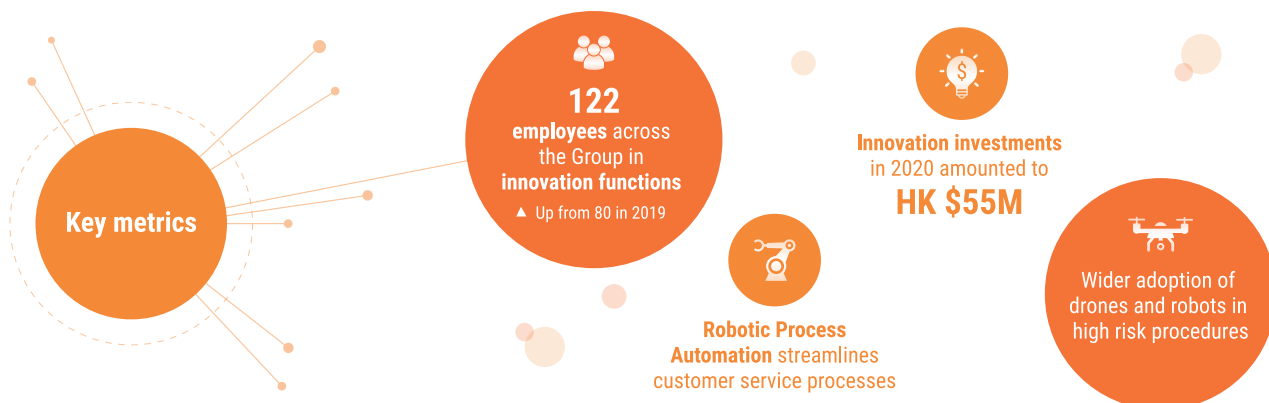 Key metrics
122
employees across
the Group in
innovation functions
▲ Up from 80 in 2019
Robotic Process
Automation streamlines
customer service processes
$
Innovation investments
in 2020 amounted to
HK $55M
Wider adoption of
drones and robots in
high risk procedures